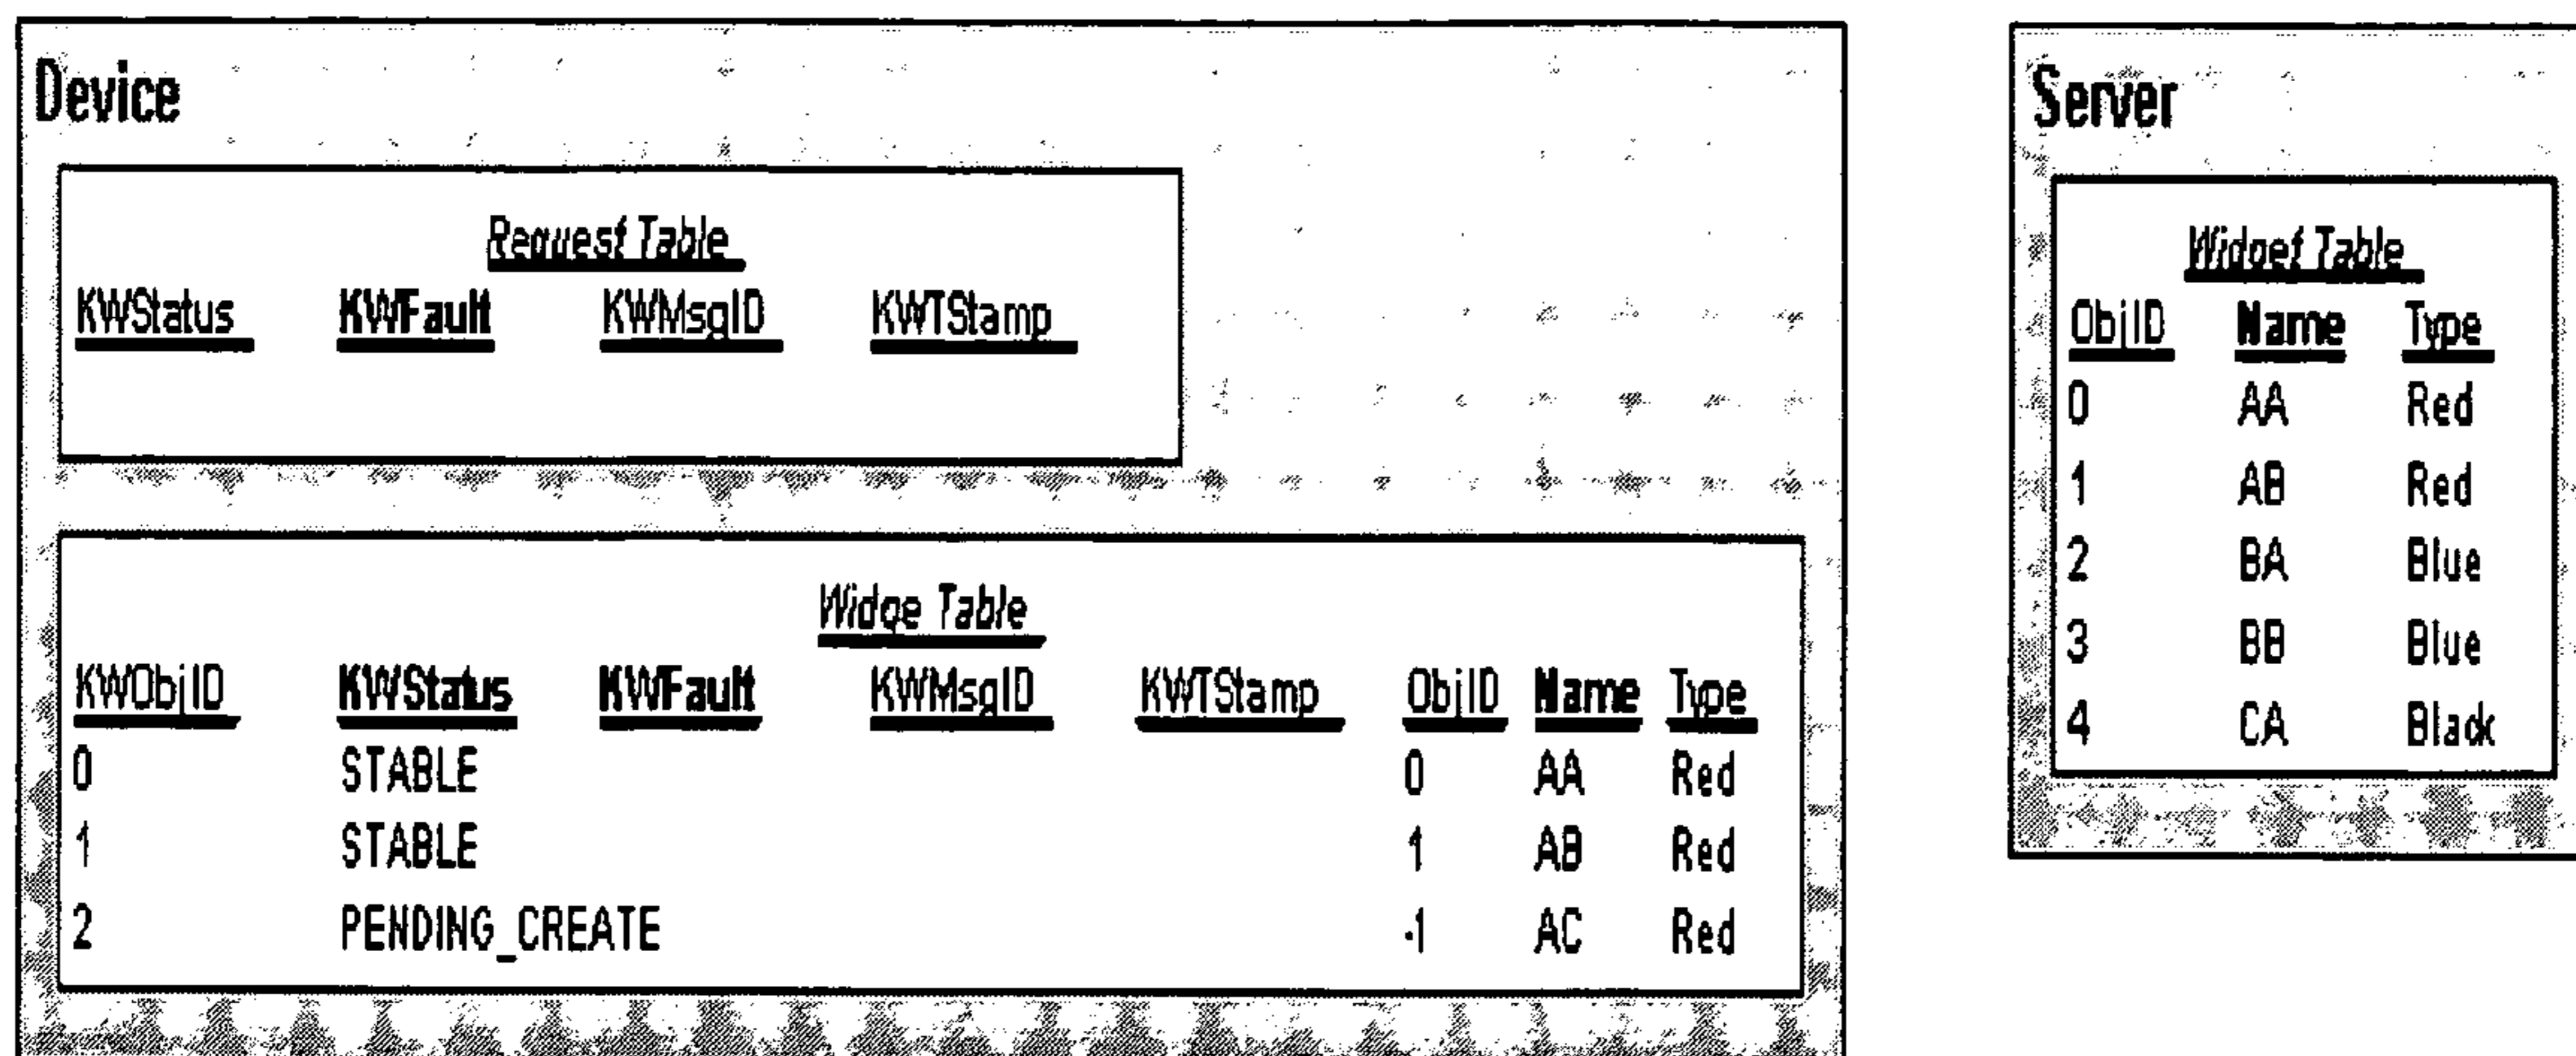 Device
Request Table
KWStatus KWFault KWMsgID KWTStamp
Widge Table
KWObjID KWStatus KWFault KWMsgID KWTStamp ObjID Name Type
0 STABLE 0 AA Red
1 STABLE 1 AB Red
2 PENDING_CREATE -1 AC Red
Server
Widget Table
ObjID Name Type
0 AA Red
1 AB Red
2 BA Blue
3 BB Blue
4 CA Black